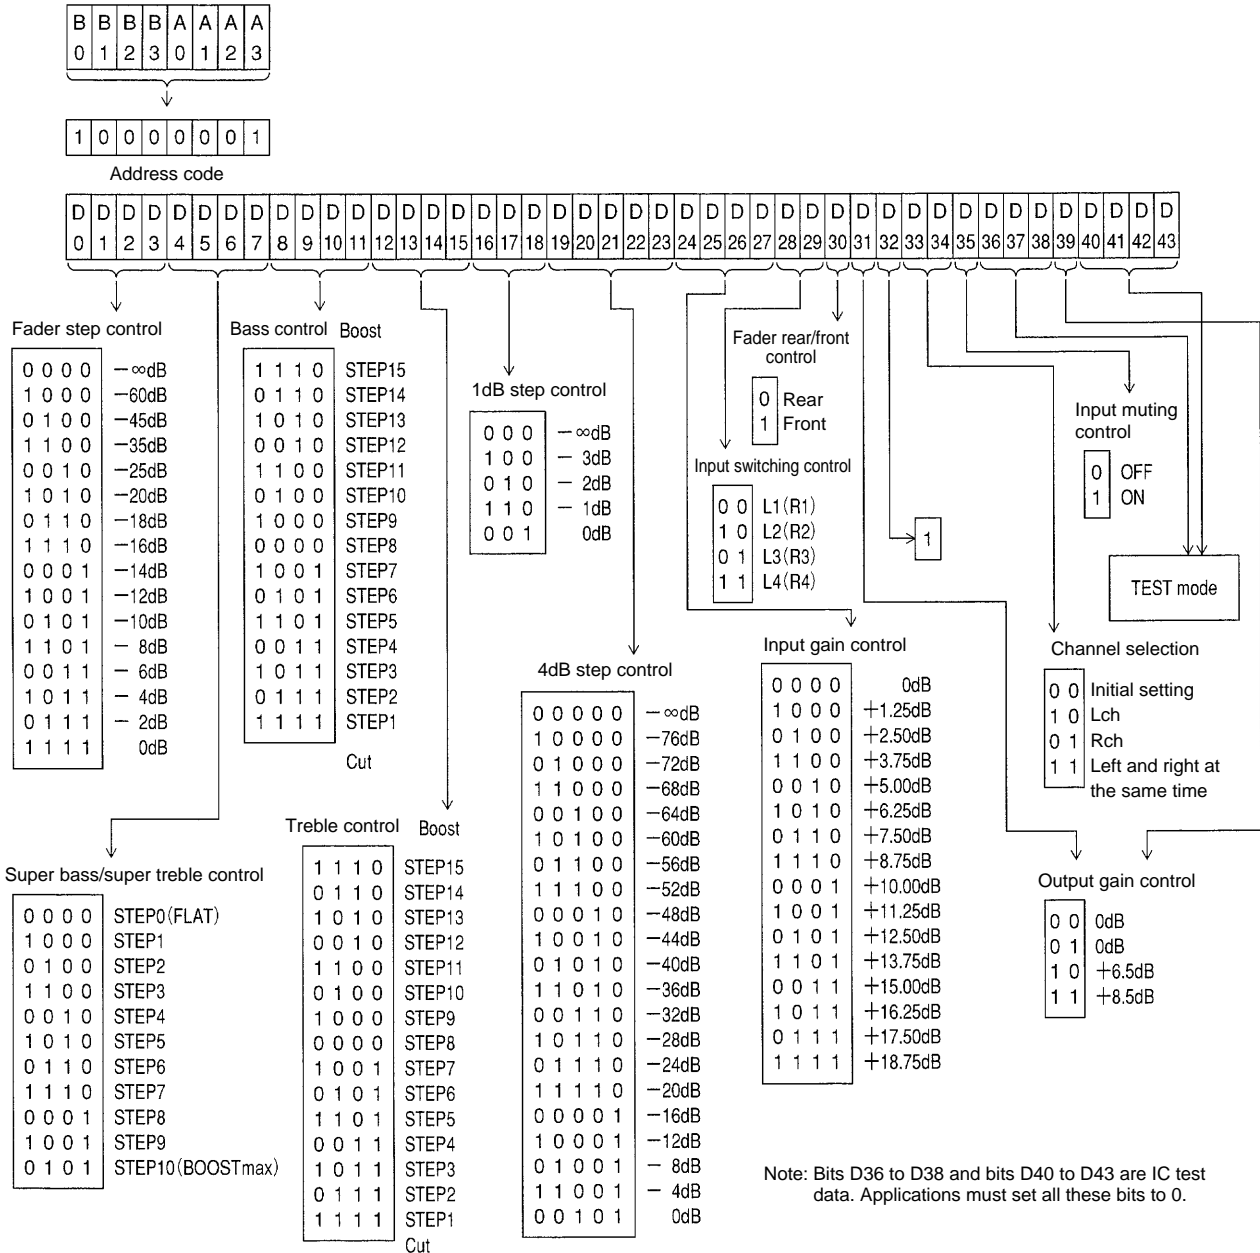 B B B B A A A A
0 1 2 3 0 1 2 3
1 0 0 0 0 0 0 1
Address code
D D D D D D D D D D D D D D D D D D D D D D D D D D D D D D D D D D D D D D D D D D D D
0 1 2 3 4 5 6 7 8 9 10 11 12 13 14 15 16 17 18 19 20 21 22 23 24 25 26 27 28 29 30 31 32 33 34 35 36 37 38 39 40 41 42 43
Fader step control
0 0 0 0 −∞dB
1 0 0 0 −60dB
0 1 0 0 −45dB
1 1 0 0 −35dB
0 0 1 0 −25dB
1 0 1 0 −20dB
0 1 1 0 −18dB
1 1 1 0 −16dB
0 0 0 1 −14dB
1 0 0 1 −12dB
0 1 0 1 −10dB
1 1 0 1 − 8dB
0 0 1 1 − 6dB
1 0 1 1 − 4dB
0 1 1 1 − 2dB
1 1 1 1 0dB
Bass control Boost
1 1 1 0 STEP15
0 1 1 0 STEP14
1 0 1 0 STEP13
0 0 1 0 STEP12
1 1 0 0 STEP11
0 1 0 0 STEP10
1 0 0 0 STEP9
0 0 0 0 STEP8
1 0 0 1 STEP7
0 1 0 1 STEP6
1 1 0 1 STEP5
0 0 1 1 STEP4
1 0 1 1 STEP3
0 1 1 1 STEP2
1 1 1 1 STEP1
Cut
1dB step control
0 0 0 −∞dB
1 0 0 − 3dB
0 1 0 − 2dB
1 1 0 − 1dB
0 0 1 0dB
Fader rear/front
control
0 Rear
1 Front
Input switching control
0 0 L1(R1)
1 0 L2(R2)
0 1 L3(R3)
1 1 L4(R4)
1
Input muting
control
0 OFF
1 ON
TEST mode
Channel selection
0 0 Initial setting
1 0 Lch
0 1 Rch
1 1 Left and right at
the same time
Input gain control
0 0 0 0 0dB
1 0 0 0 +1.25dB
0 1 0 0 +2.50dB
1 1 0 0 +3.75dB
0 0 1 0 +5.00dB
1 0 1 0 +6.25dB
0 1 1 0 +7.50dB
1 1 1 0 +8.75dB
0 0 0 1 +10.00dB
1 0 0 1 +11.25dB
0 1 0 1 +12.50dB
1 1 0 1 +13.75dB
0 0 1 1 +15.00dB
1 0 1 1 +16.25dB
0 1 1 1 +17.50dB
1 1 1 1 +18.75dB
4dB step control
0 0 0 0 0 −∞dB
1 0 0 0 0 −76dB
0 1 0 0 0 −72dB
1 1 0 0 0 −68dB
0 0 1 0 0 −64dB
1 0 1 0 0 −60dB
0 1 1 0 0 −56dB
1 1 1 0 0 −52dB
0 0 0 1 0 −48dB
1 0 0 1 0 −44dB
0 1 0 1 0 −40dB
1 1 0 1 0 −36dB
0 0 1 1 0 −32dB
1 0 1 1 0 −28dB
0 1 1 1 0 −24dB
1 1 1 1 0 −20dB
0 0 0 0 1 −16dB
1 0 0 0 1 −12dB
0 1 0 0 1 − 8dB
1 1 0 0 1 − 4dB
0 0 1 0 1 0dB
Treble control Boost
1 1 1 0 STEP15
0 1 1 0 STEP14
1 0 1 0 STEP13
0 0 1 0 STEP12
1 1 0 0 STEP11
0 1 0 0 STEP10
1 0 0 0 STEP9
0 0 0 0 STEP8
1 0 0 1 STEP7
0 1 0 1 STEP6
1 1 0 1 STEP5
0 0 1 1 STEP4
1 0 1 1 STEP3
0 1 1 1 STEP2
1 1 1 1 STEP1
Cut
Super bass/super treble control
0 0 0 0 STEP0(FLAT)
1 0 0 0 STEP1
0 1 0 0 STEP2
1 1 0 0 STEP3
0 0 1 0 STEP4
1 0 1 0 STEP5
0 1 1 0 STEP6
1 1 1 0 STEP7
0 0 0 1 STEP8
1 0 0 1 STEP9
0 1 0 1 STEP10(BOOSTmax)
Output gain control
0 0 0dB
0 1 0dB
1 0 +6.5dB
1 1 +8.5dB
Note: Bits D36 to D38 and bits D40 to D43 are IC test
data. Applications must set all these bits to 0.